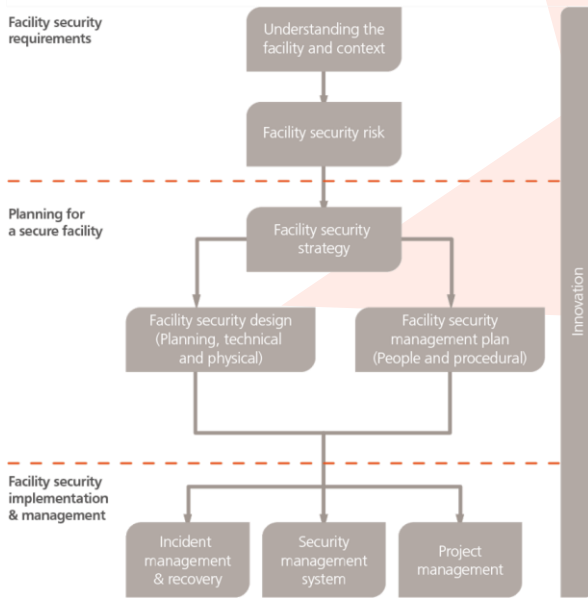 Facility security
requirements
Understanding the
facility and context
Facility security risk
Planning for
a secure facility
Facility security
strategy
Facility security design
(Planning, technical
and physical)
Facility security
management plan
(People and procedural)
Innovation
Facility security
implementation
& management
Incident
management
& recovery
Security
management
system
Project
management